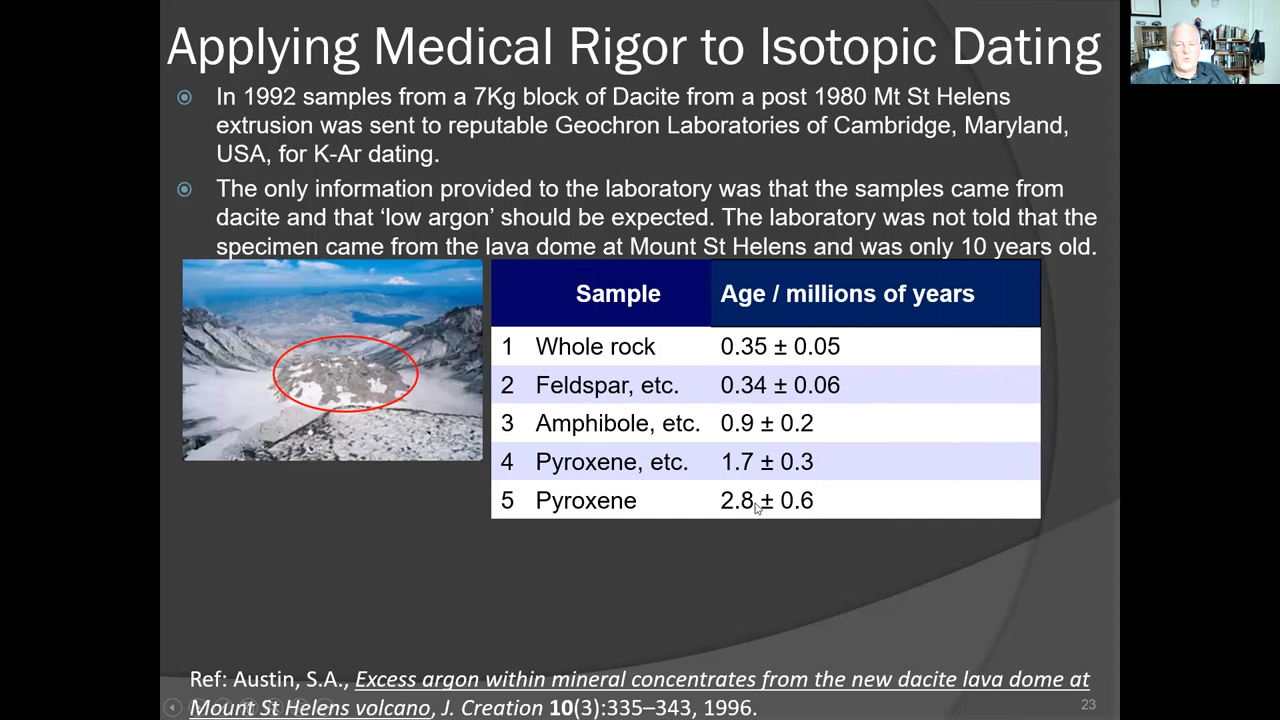 Applying Medical Rigor to Isotopic Dating
In 1992 samples from a 7Kg block of Dacite from a post 1980 Mt St Helens
extrusion was sent to reputable Geochron Laboratories of Cambridge, Maryland,
USA, for K-Ar dating.
The only information provided to the laboratory was that the samples came from
dacite and that ‘low argon’ should be expected. The laboratory was not told that the
specimen came from the lava dome at Mount St Helens and was only 10 years old.
Sample Age / millions of years
1 Whole rock 0.35 ± 0.05
2 Feldspar, etc. 0.34 ± 0.06
3 Amphibole, etc. 0.9 ± 0.2
4 Pyroxene, etc. 1.7 ± 0.3
5 Pyroxene 2.8 ± 0.6
Ref: Austin, S.A., Excess argon within mineral concentrates from the new dacite lava dome at
Mount St Helens volcano, J. Creation 10(3):335–343, 1996.
23